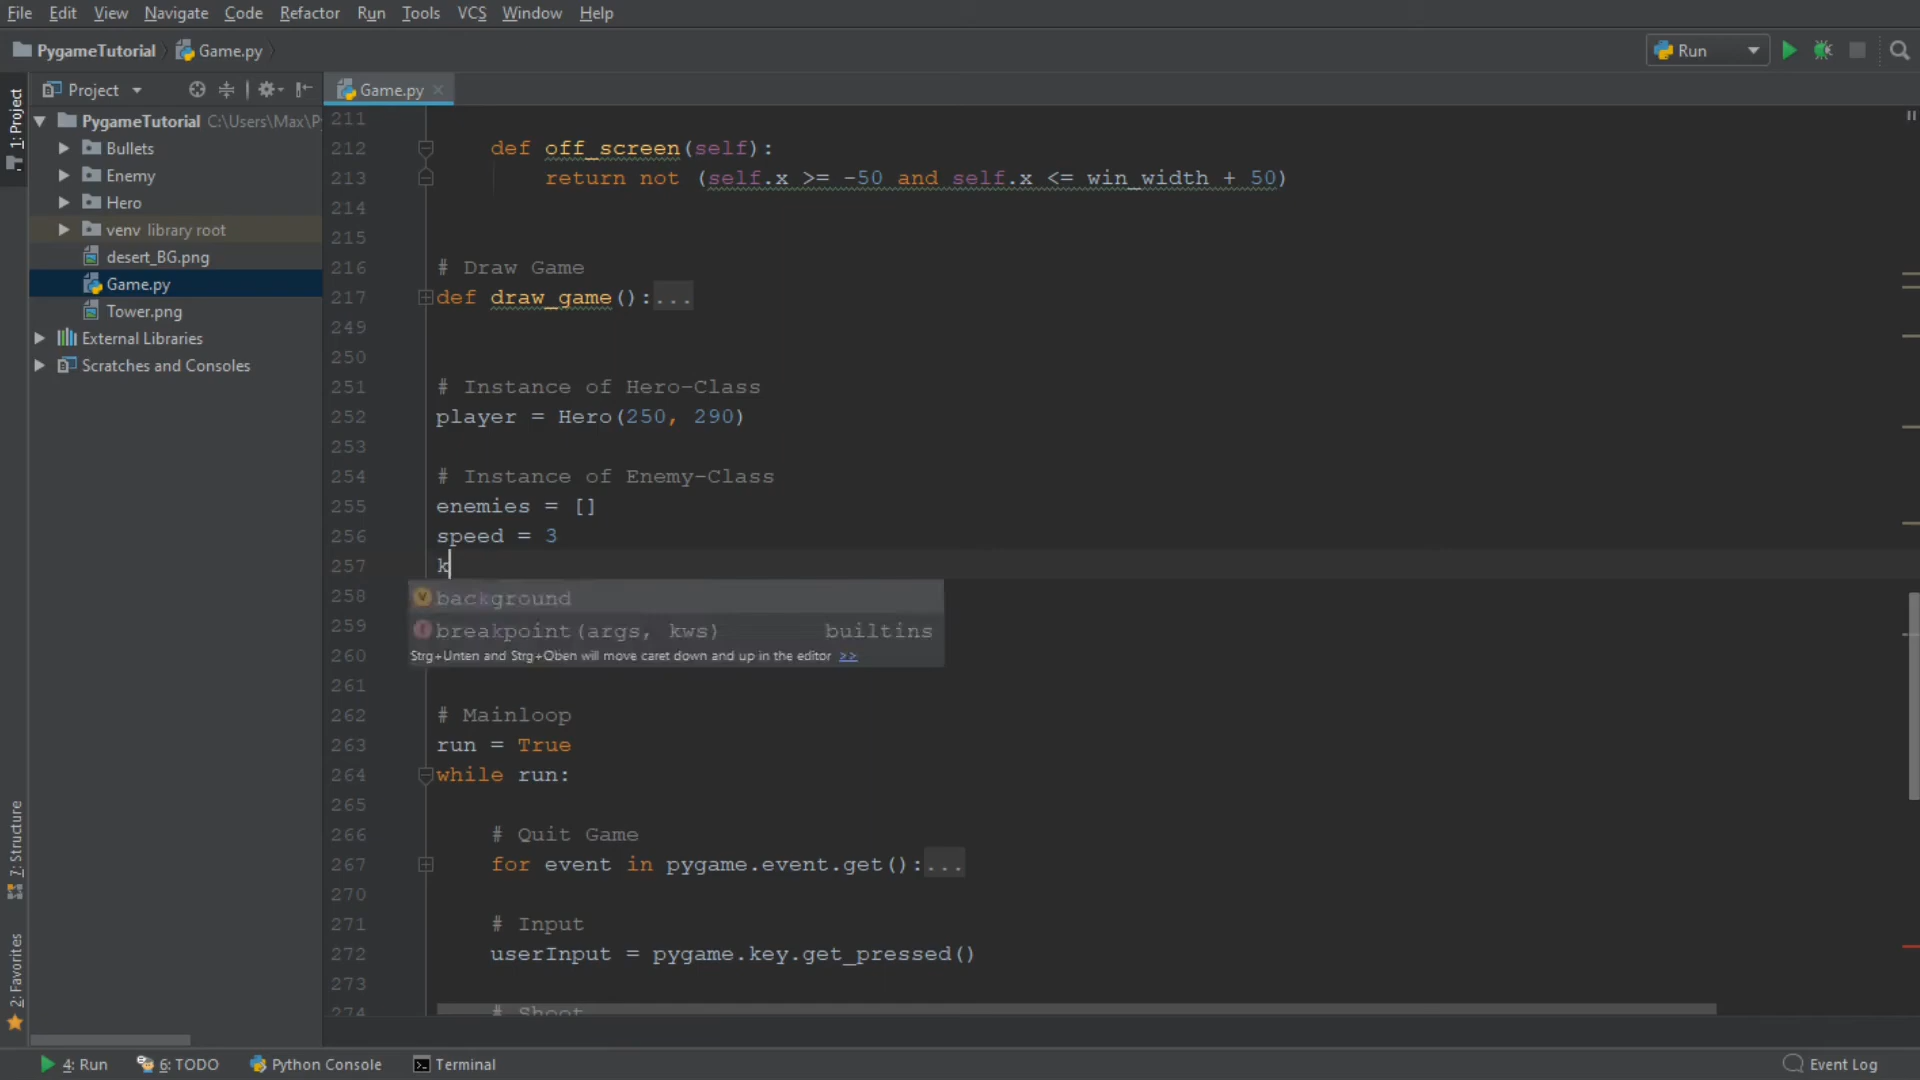 File Edit View Navigate Code Refactor Run Tools VCS Window Help
PygameTutorial Game.py Run
1: Project
Project
Game.py
PygameTutorial C:\Users\Max\P
Bullets
Enemy
Hero
venv library root
desert_BG.png
Game.py
Tower.png
External Libraries
Scratches and Consoles
211
212 def off_screen(self):
213 return not (self.x >= -50 and self.x <= win_width + 50)
214
215
216 # Draw Game
217 def draw_game():...
249
250
251 # Instance of Hero-Class
252 player = Hero(250, 290)
253
254 # Instance of Enemy-Class
255 enemies = []
256 speed = 3
257 k
258 background
259 breakpoint(args, kws) builtins
260 Strg+Unten and Strg+Oben will move caret down and up in the editor >>
261
262 # Mainloop
263 run = True
264 while run:
265
266 # Quit Game
267 for event in pygame.event.get():...
270
271 # Input
272 userInput = pygame.key.get_pressed()
273
274 # Shoot
7: Structure
2: Favorites
4: Run 6: TODO Python Console Terminal Event Log